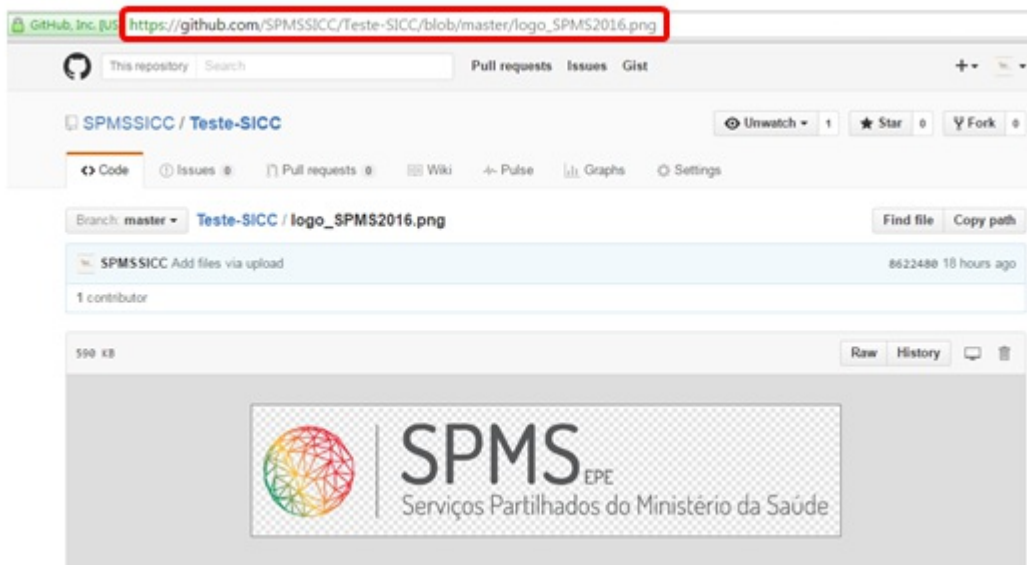 GitHub, Inc. [US] https://github.com/SPMSSICC/Teste-SICC/blob/master/logo_SPMS2016.png
This repository Search Pull requests Issues Gist
SPMSSICC / Teste-SICC Unwatch 1 Star 0 Fork 0
Code Issues 0 Pull requests 0 Wiki Pulse Graphs Settings
Branch: master Teste-SICC / logo_SPMS2016.png Find file Copy path
SPMSSICC Add files via upload 8622480 18 hours ago
1 contributor
590 KB Raw History
SPMS EPE
Serviços Partilhados do Ministério da Saúde